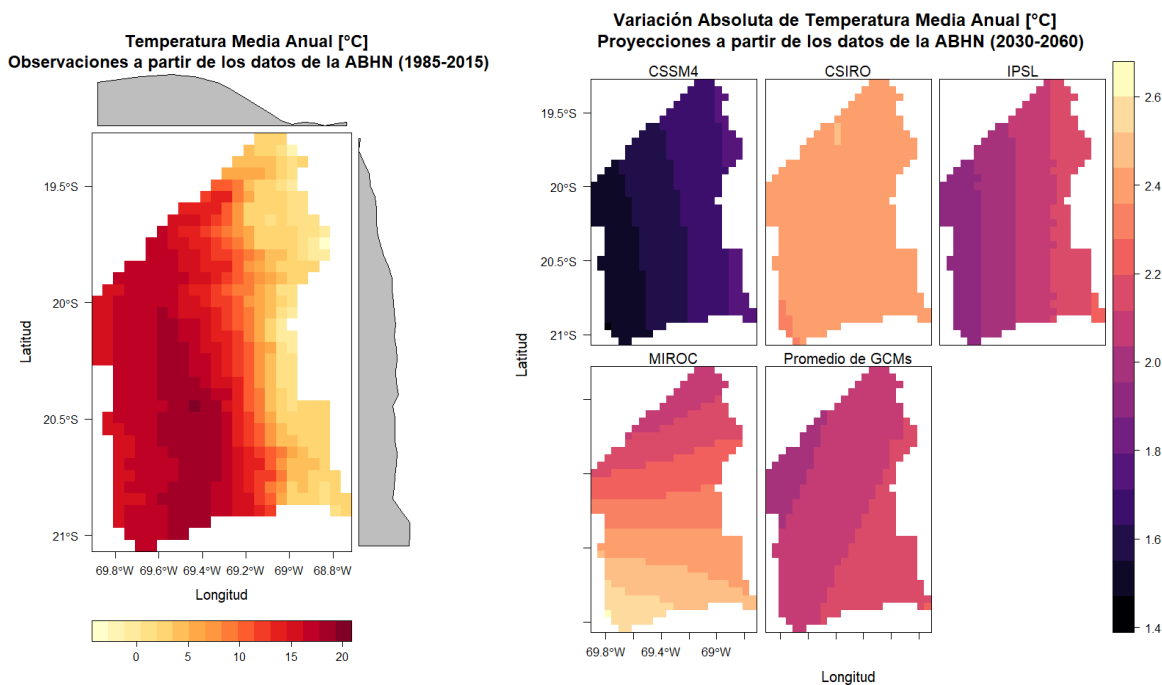 Temperatura Media Anual [°C]
Observaciones a partir de los datos de la ABHN (1985-2015)
19.5°S
20°S
20.5°S
21°S
Latitud
69.8°W 69.6°W 69.4°W 69.2°W 69°W 68.8°W
Longitud
0 5 10 15 20
Variación Absoluta de Temperatura Media Anual [°C]
Proyecciones a partir de los datos de la ABHN (2030-2060)
CSSM4 CSIRO IPSL
19.5°S
20°S
20.5°S
21°S
Latitud
MIROC Promedio de GCMs
69.8°W 69.4°W 69°W
Longitud
2.6
2.4
2.2
2.0
1.8
1.6
1.4